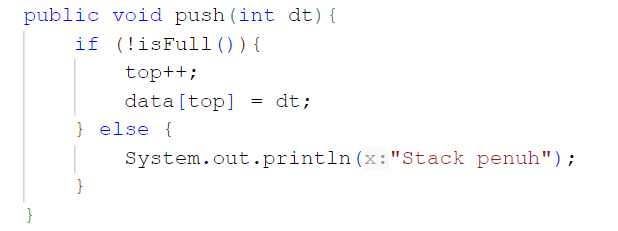 public void push(int dt){
if (!isFull()){
top++;
data[top] = dt;
} else {
System.out.println(x:"Stack penuh");
}
}